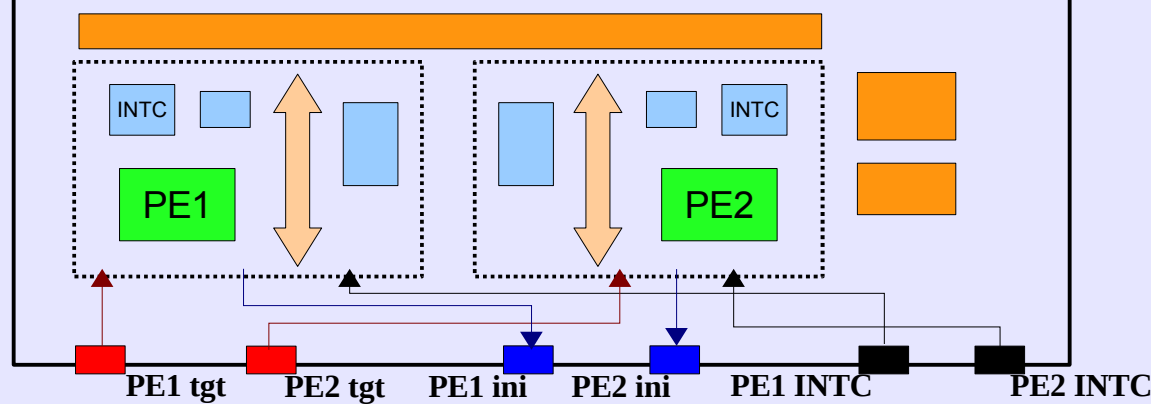 INTC
INTC
PE1
PE2
PE1 tgt
PE2 tgt
PE1 ini
PE2 ini
PE1 INTC
PE2 INTC